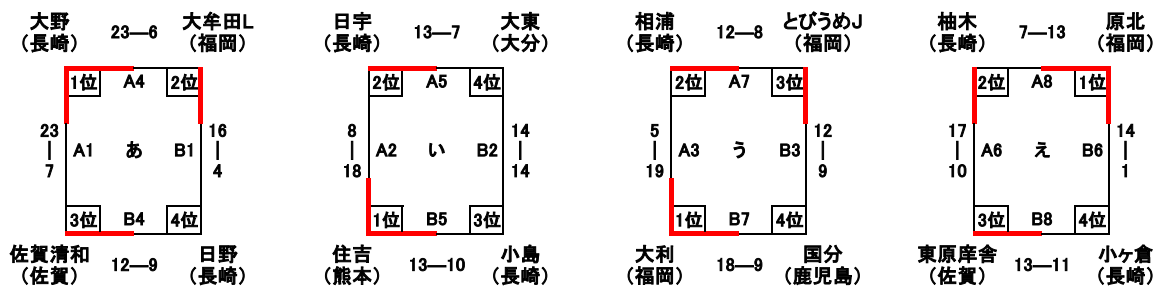 大野 23―6 大牟田L
（長崎） （福岡）
1位 A4 2位
23―7 A1 あ B1 16―4
3位 B4 4位
佐賀清和 12―9 日野
（佐賀） （長崎）
日宇 13―7 大東
（長崎） （大分）
2位 A5 4位
8―18 A2 い B2 14―14
1位 B5 3位
住吉 13―10 小島
（熊本） （長崎）
相浦 12―8 とびうめJ
（長崎） （福岡）
2位 A7 3位
5―19 A3 う B3 12―9
1位 B7 4位
大利 18―9 国分
（福岡） （鹿児島）
柚木 7―13 原北
（長崎） （福岡）
2位 A8 1位
17―10 A6 え B6 14―1
3位 B8 4位
東原庠舎 13―11 小ヶ倉
（佐賀） （長崎）